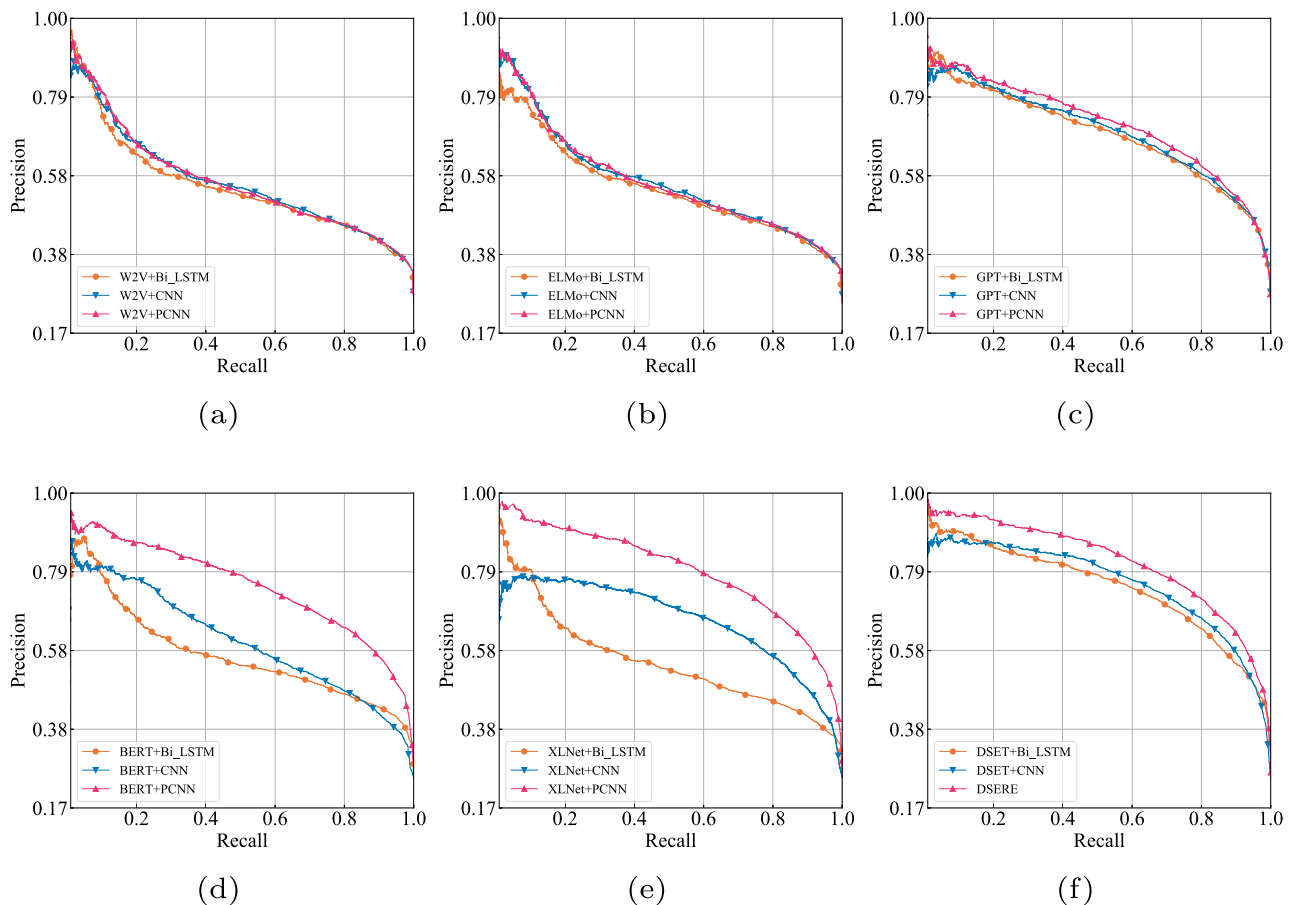 1.00
0.79
0.58
0.38
0.17
Precision
W2V+Bi_LSTM
W2V+CNN
W2V+PCNN
0.2 0.4 0.6 0.8 1.0
Recall
(a)
1.00
0.79
0.58
0.38
0.17
Precision
ELMo+Bi_LSTM
ELMo+CNN
ELMo+PCNN
0.2 0.4 0.6 0.8 1.0
Recall
(b)
1.00
0.79
0.58
0.38
0.17
Precision
GPT+Bi_LSTM
GPT+CNN
GPT+PCNN
0.2 0.4 0.6 0.8 1.0
Recall
(c)
1.00
0.79
0.58
0.38
0.17
Precision
BERT+Bi_LSTM
BERT+CNN
BERT+PCNN
0.2 0.4 0.6 0.8 1.0
Recall
(d)
1.00
0.79
0.58
0.38
0.17
Precision
XLNet+Bi_LSTM
XLNet+CNN
XLNet+PCNN
0.2 0.4 0.6 0.8 1.0
Recall
(e)
1.00
0.79
0.58
0.38
0.17
Precision
DSET+Bi_LSTM
DSET+CNN
DSERE
0.2 0.4 0.6 0.8 1.0
Recall
(f)